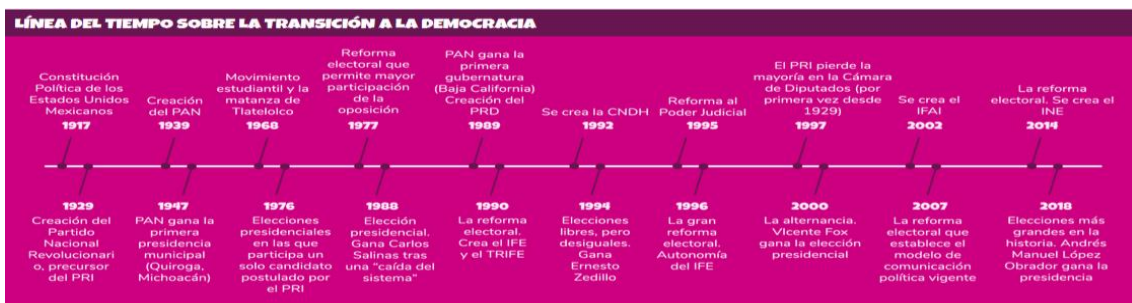 LÍNEA DEL TIEMPO SOBRE LA TRANSICIÓN A LA DEMOCRACIA
Constitución
Política de los
Estados Unidos
Mexicanos
1917
Creación
del PAN
1939
Movimiento
estudiantil y la
matanza de
Tlatelolco
1968
Reforma
electoral que
permite mayor
participación
de la
oposición
1977
PAN gana la
primera
gubernatura
(Baja California)
Creación del
PRD
1989
Se crea la CNDH
1992
Reforma al
Poder Judicial
1995
El PRI pierde la
mayoría en la Cámara
de Diputados (por
primera vez desde
1929)
1997
Se crea el
IFAI
2002
La reforma
electoral. Se crea el
INE
2014
1929
Creación del
Partido
Nacional
Revolucionari
o, precursor
del PRI
1947
PAN gana la
primera
presidencia
municipal
(Quiroga,
Michoacán)
1976
Elecciones
presidenciales
en las que
participa un
solo candidato
postulado por
el PRI
1988
Elección
presidencial.
Gana Carlos
Salinas tras
una "caída del
sistema"
1990
La reforma
electoral.
Crea el IFE
y el TRIFE
1994
Elecciones
libres, pero
desiguales.
Gana
Ernesto
Zedillo
1996
La gran
reforma
electoral.
Autonomía
del IFE
2000
La alternancia.
VIcente Fox
gana la elección
presidencial
2007
La reforma
electoral que
establece el
modelo de
comunicación
política vigente
2018
Elecciones más
grandes en la
historia. Andrés
Manuel López
Obrador gana la
presidencia